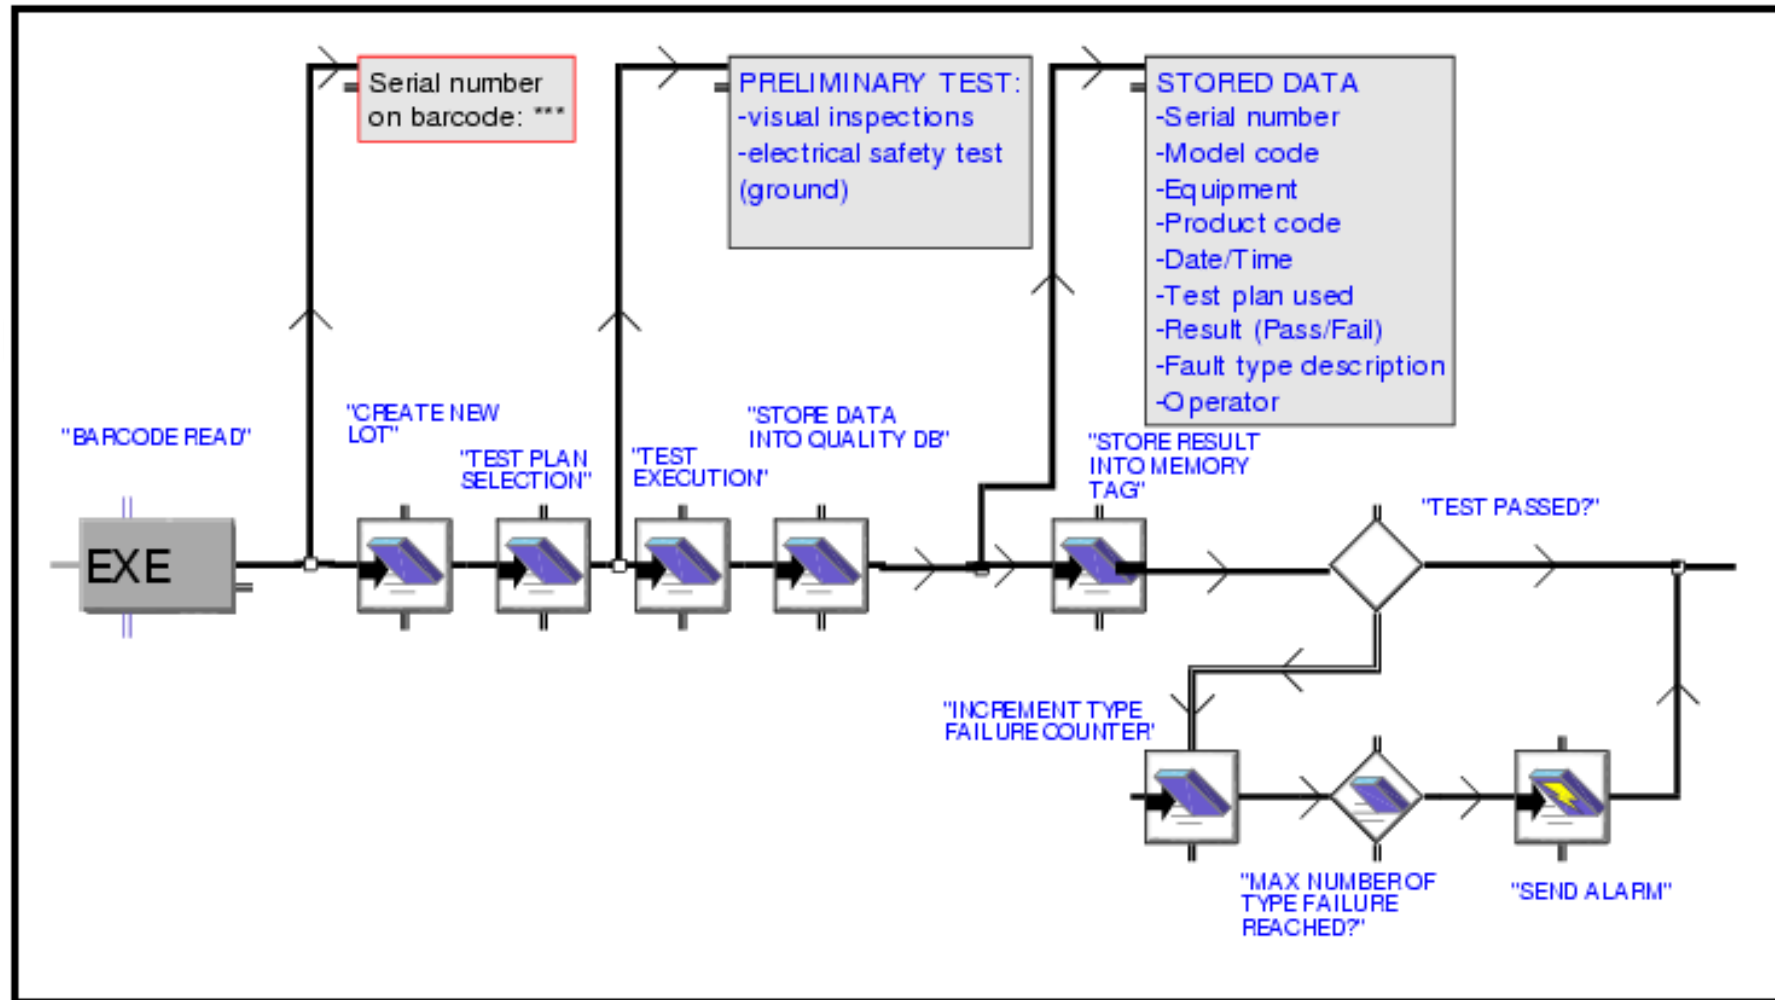 Serial number
on barcode: ***
PRELIMINARY TEST:
-visual inspections
-electrical safety test
(ground)
STORED DATA
-Serial number
-Model code
-Equipment
-Product code
-Date/Time
-Test plan used
-Result (Pass/Fail)
-Fault type description
-Operator
"BARCODE READ"
"CREATE NEW
LOT"
"TEST PLAN
SELECTION"
"TEST
EXECUTION"
"STORE DATA
INTO QUALITY DB"
"STORE RESULT
INTO MEMORY
TAG"
"TEST PASSED?"
EXE
"INCREMENT TYPE
FAILURE COUNTER"
"MAX NUMBER OF
TYPE FAILURE
REACHED?"
"SEND ALARM"